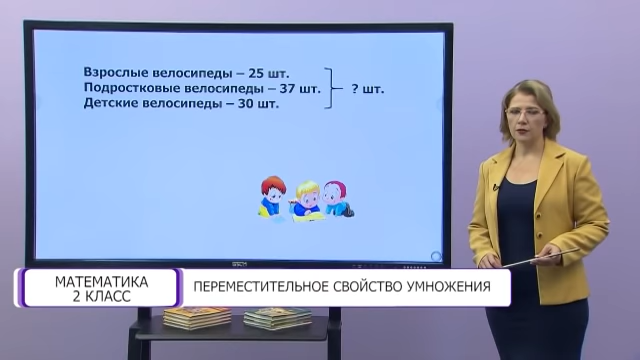 Взрослые велосипеды – 25 шт.
Подростковые велосипеды – 37 шт.
Детские велосипеды – 30 шт.
? шт.
МАТЕМАТИКА
2 КЛАСС
ПЕРЕМЕСТИТЕЛЬНОЕ СВОЙСТВО УМНОЖЕНИЯ